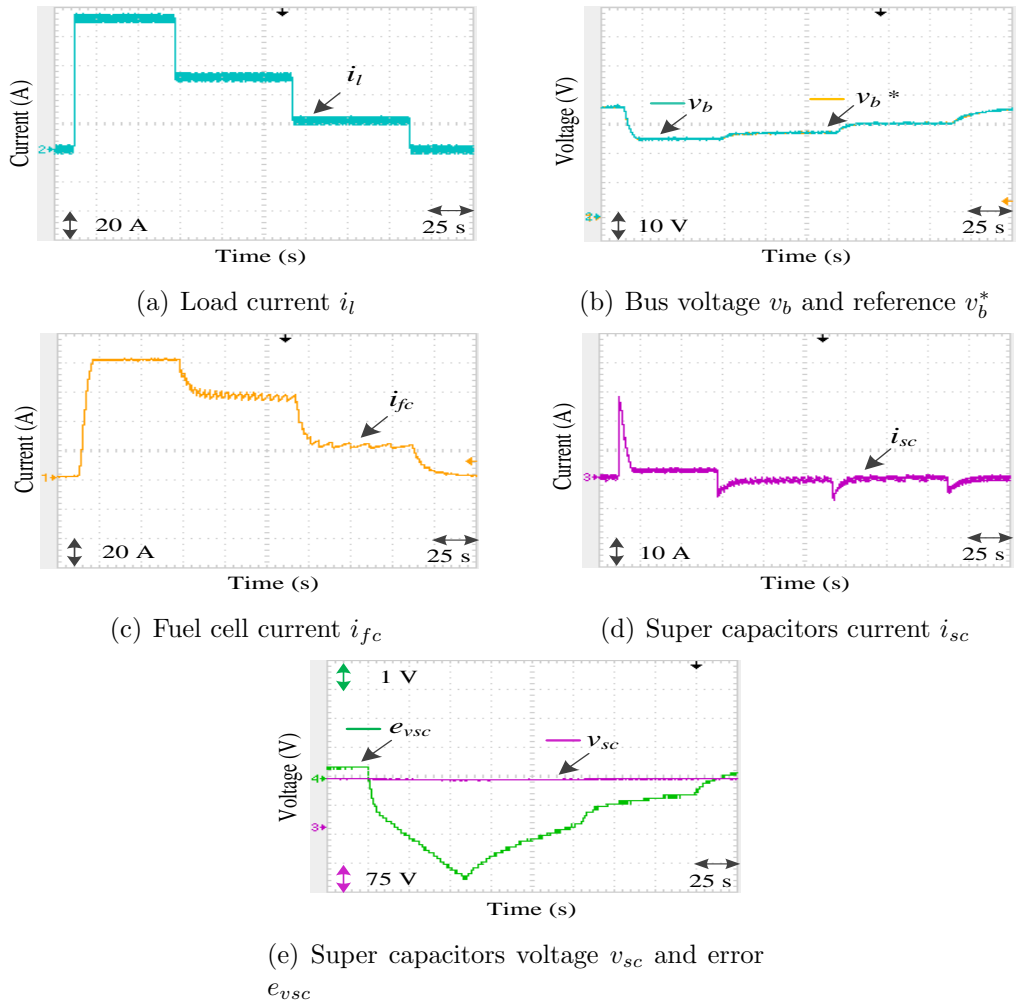 Current (A)
i_l
2
20 A
25 s
Time (s)
(a) Load current i_l
Voltage (V)
v_b
v_b *
2
10 V
25 s
Time (s)
(b) Bus voltage v_b and reference v_b^*
Current (A)
i_fc
1
20 A
25 s
Time (s)
(c) Fuel cell current i_fc
Current (A)
i_sc
3
10 A
25 s
Time (s)
(d) Super capacitors current i_sc
Voltage (V)
1 V
e_vsc
v_sc
4
3
75 V
25 s
Time (s)
(e) Super capacitors voltage v_sc and error
e_vsc